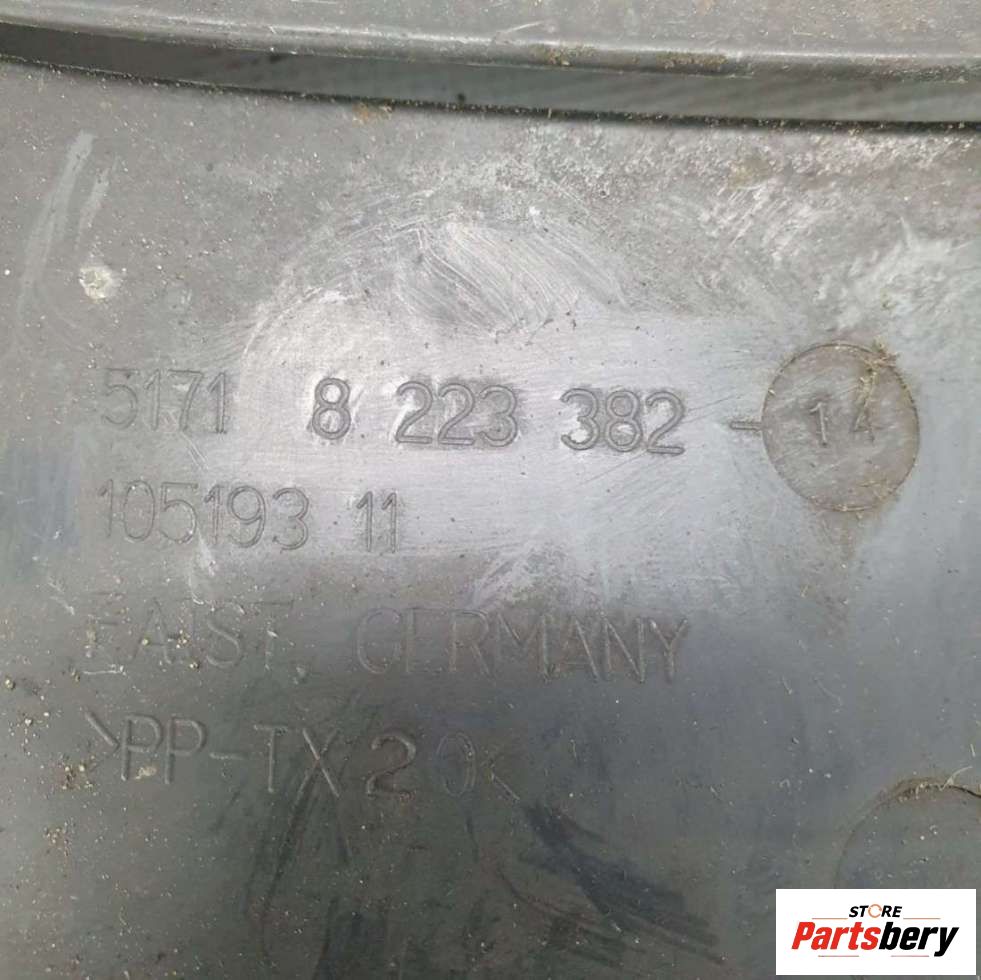 5171 8 223 382 - 14
105193 11
FAIST, GERMANY
>PP-TX20<
STORE
Partsbery